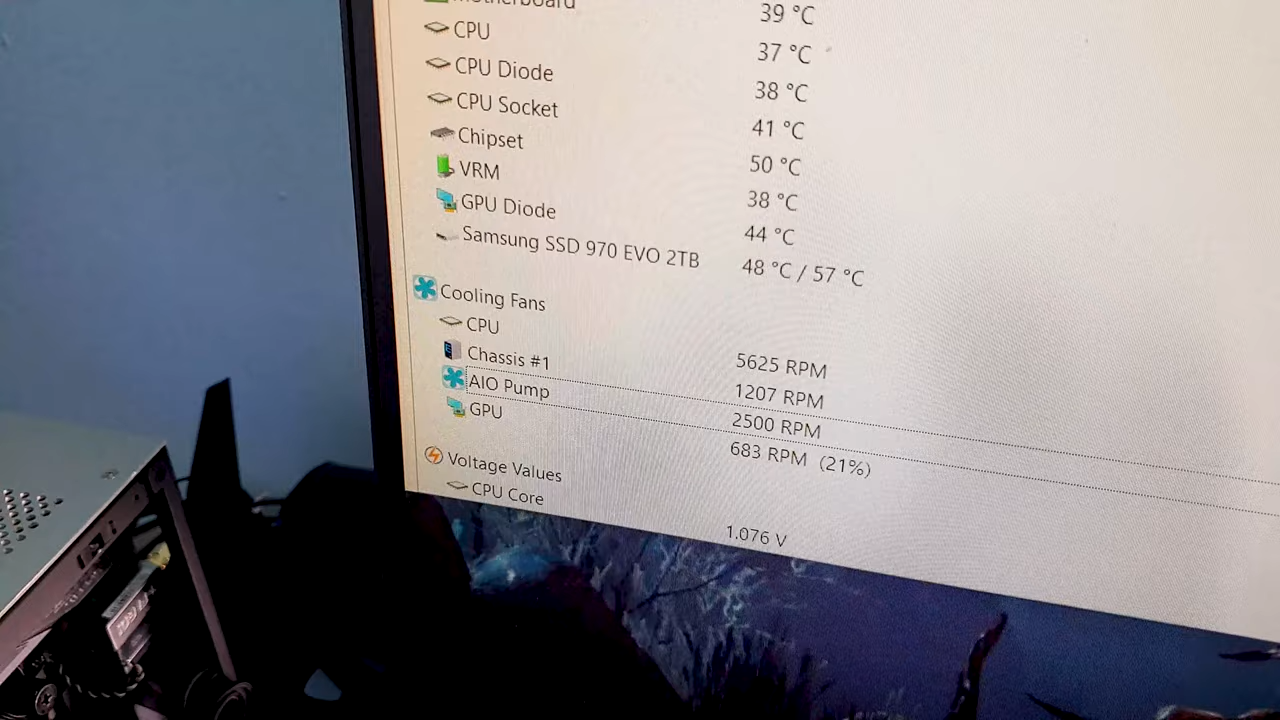 Motherboard 39 °C
CPU 37 °C
CPU Diode 38 °C
CPU Socket 41 °C
Chipset 50 °C
VRM 38 °C
GPU Diode 44 °C
Samsung SSD 970 EVO 2TB 48 °C / 57 °C
Cooling Fans
CPU 5625 RPM
Chassis #1 1207 RPM
AIO Pump 2500 RPM
GPU 683 RPM (21%)
Voltage Values
CPU Core 1.076 V